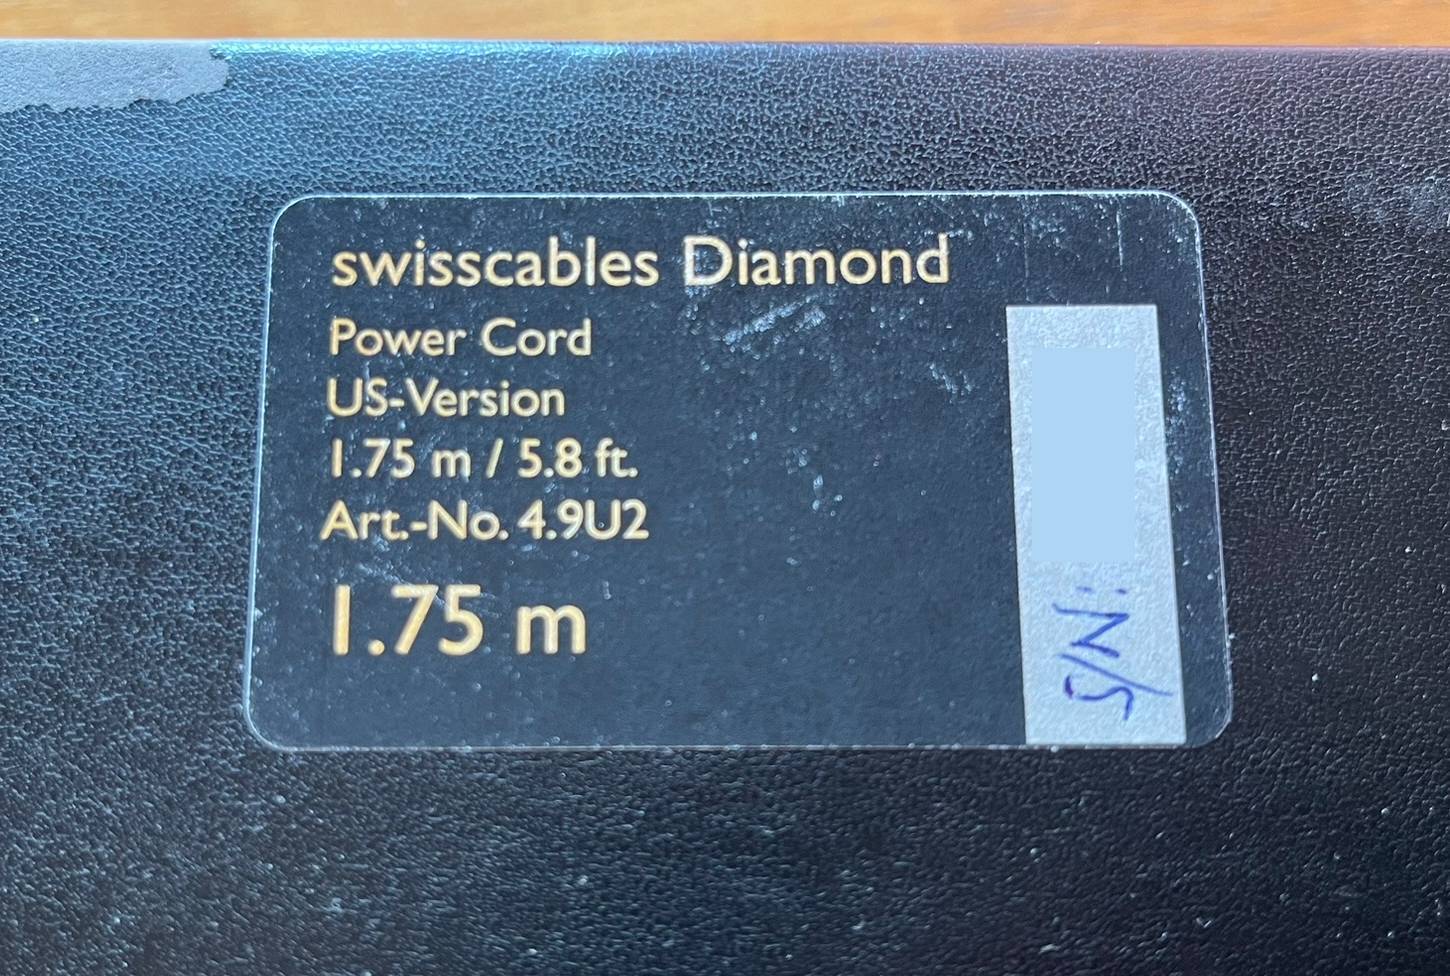 swisscables Diamond
Power Cord
US-Version
1.75 m / 5.8 ft.
Art.-No. 4.9U2
1.75 m
S/N: